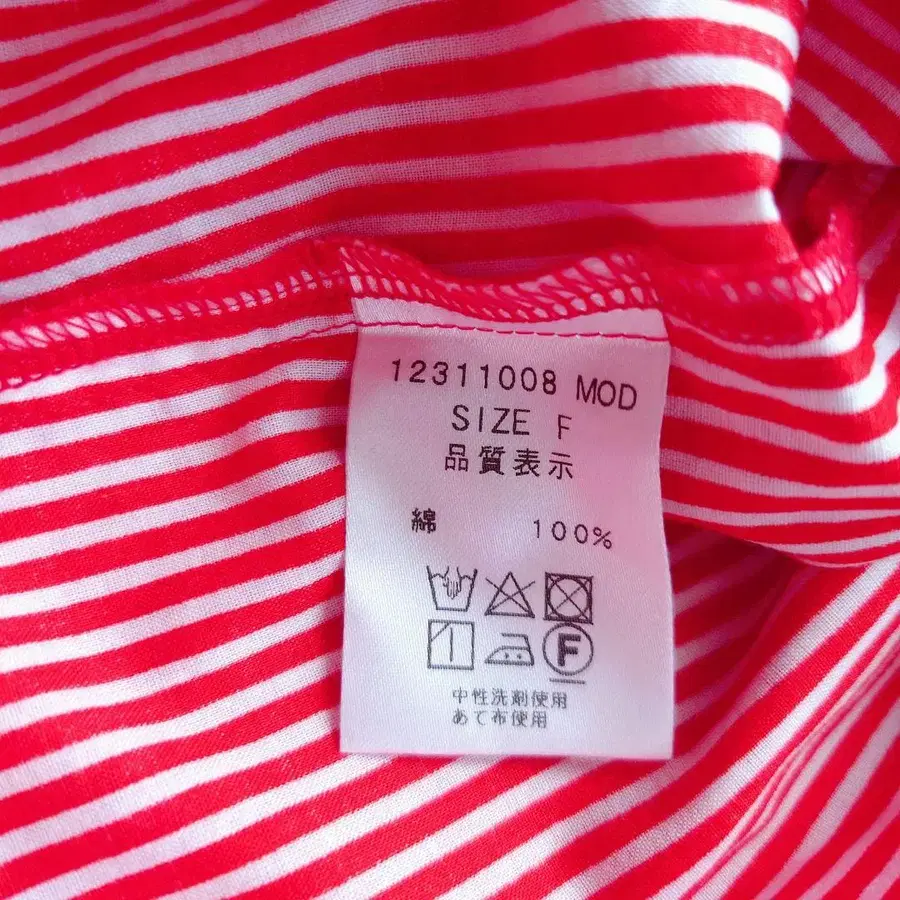 12311008 MOD
SIZE F
品質表示
綿 100%
F
中性洗剤使用
あて布使用